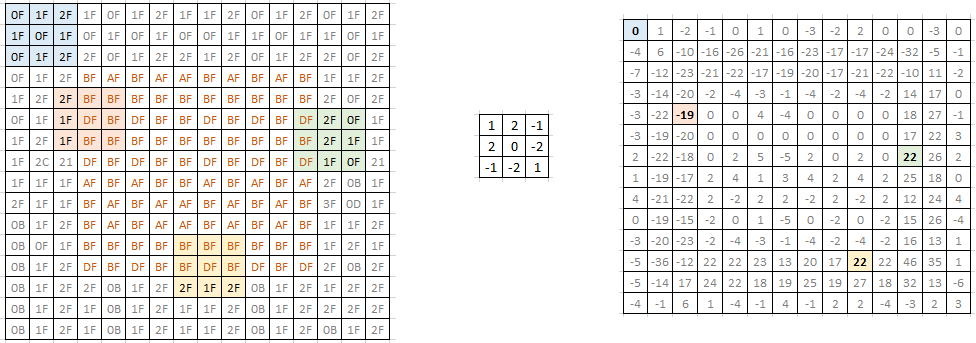 0F 1F 2F 1F 0F 1F 2F 1F 2F 1F 2F 1F 2F 0F 1F 2F
1F 0F 1F 0F 1F 0F 1F 0F 1F 0F 1F 0F 1F 0F 1F 1F
0F 1F 2F 2F 0F 1F 0F 1F 2F 1F 0F 1F 2F 1F 2F 1F
0F 1F 2F BF AF BF AF AF BF AF BF AF BF 1F 1F 2F
1F 2F 2F BF BF BF BF BF BF BF BF BF BF 2F 0F 2F
0F 1F 1F DF BF DF BF DF BF DF BF DF DF 2F 0F 1F
1F 2F 1F BF BF BF BF BF BF BF BF BF BF 2F 1F 1F
1F 2C 21 DF BF DF BF DF BF DF BF DF DF 1F 0F 21
1F 1F 1F AF BF AF BF AF BF AF BF AF AF 2F 0B 1F
2F 1F 1F BF AF BF AF BF AF BF AF BF BF 3F 0D 1F
0B 1F 2F BF AF BF AF BF AF BF AF BF BF 1F 2F 1F
0B 0F 1F BF BF BF BF BF BF BF BF BF BF 1F 2F 1F
0B 1F 2F DF BF DF BF BF DF BF DF BF DF 2F 0B 2F
0B 1F 2F 0B 1F 2F 1F 2F 1F 2F 0B 1F 2F 1F 1F 2F
0B 1F 2F 1F 0B 1F 2F 1F 1F 2F 0B 1F 2F 1F 1F 2F
0B 1F 2F 1F 0B 1F 2F 1F 2F 1F 0B 1F 2F 0B 1F 2F
1 2 -1
2 0 -2
-1 -2 1
0 1 -2 -1 0 1 0 -3 -2 2 0 0 -3 0
-4 6 -10 -16 -26 -21 -16 -23 -17 -17 -24 -32 -5 -1
-7 -12 -23 -21 -22 -17 -19 -20 -17 -21 -22 -10 11 -2
-3 -14 -20 -2 -4 -3 -1 -4 -2 -4 -2 14 17 0
-3 -22 -19 0 0 4 -4 0 0 0 0 18 27 -1
-3 -19 -20 0 0 0 0 0 0 0 0 17 22 3
2 -22 -18 0 2 5 -5 2 0 2 0 22 26 2
1 -19 -17 2 4 1 3 4 2 4 2 25 18 0
4 -21 -22 2 -2 2 2 -2 2 -2 2 12 24 4
0 -19 -15 -2 0 1 -5 0 -2 0 -2 15 26 -4
-3 -20 -23 -2 -4 -3 -1 -4 -2 -4 -2 16 13 1
-5 -36 -12 22 22 23 13 20 17 22 22 46 35 1
-5 -14 17 24 22 18 19 25 19 27 18 32 13 -6
-4 -1 6 1 -4 -1 4 -1 2 2 -4 -3 2 3